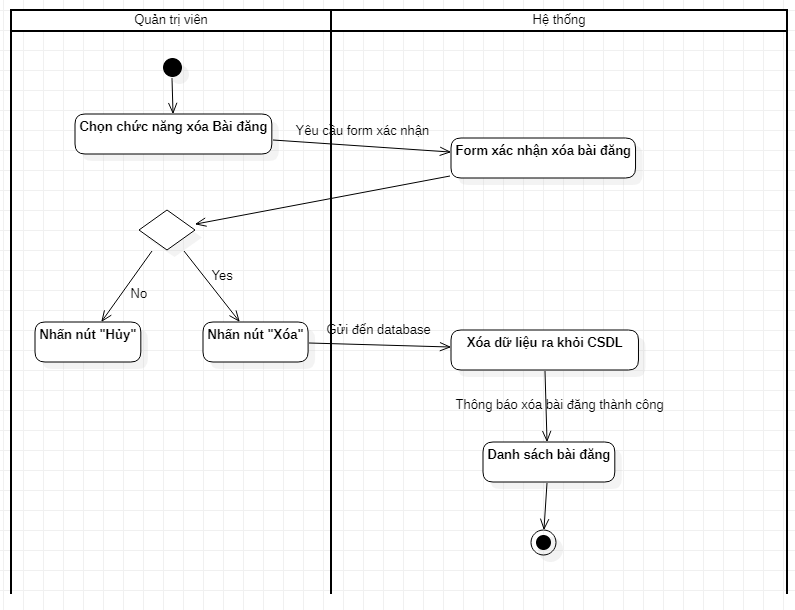 Quản trị viên
Hệ thống
Chọn chức năng xóa Bài đăng
Yêu cầu form xác nhận
Form xác nhận xóa bài đăng
No
Yes
Nhấn nút "Hủy"
Nhấn nút "Xóa"
Gửi đến database
Xóa dữ liệu ra khỏi CSDL
Thông báo xóa bài đăng thành công
Danh sách bài đăng